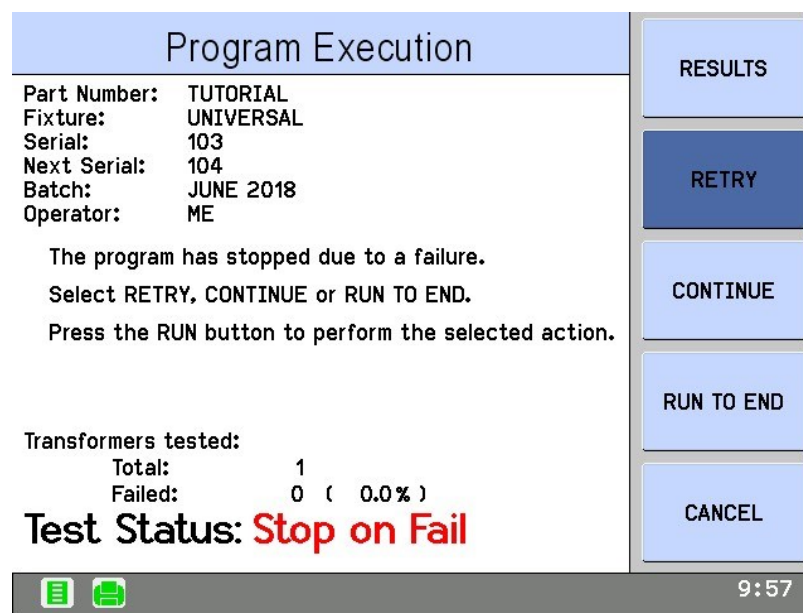 Program Execution
Part Number: TUTORIAL
Fixture: UNIVERSAL
Serial: 103
Next Serial: 104
Batch: JUNE 2018
Operator: ME
The program has stopped due to a failure.
Select RETRY, CONTINUE or RUN TO END.
Press the RUN button to perform the selected action.
Transformers tested:
Total: 1
Failed: 0 ( 0.0% )
Test Status: Stop on Fail
RESULTS
RETRY
CONTINUE
RUN TO END
CANCEL
9:57